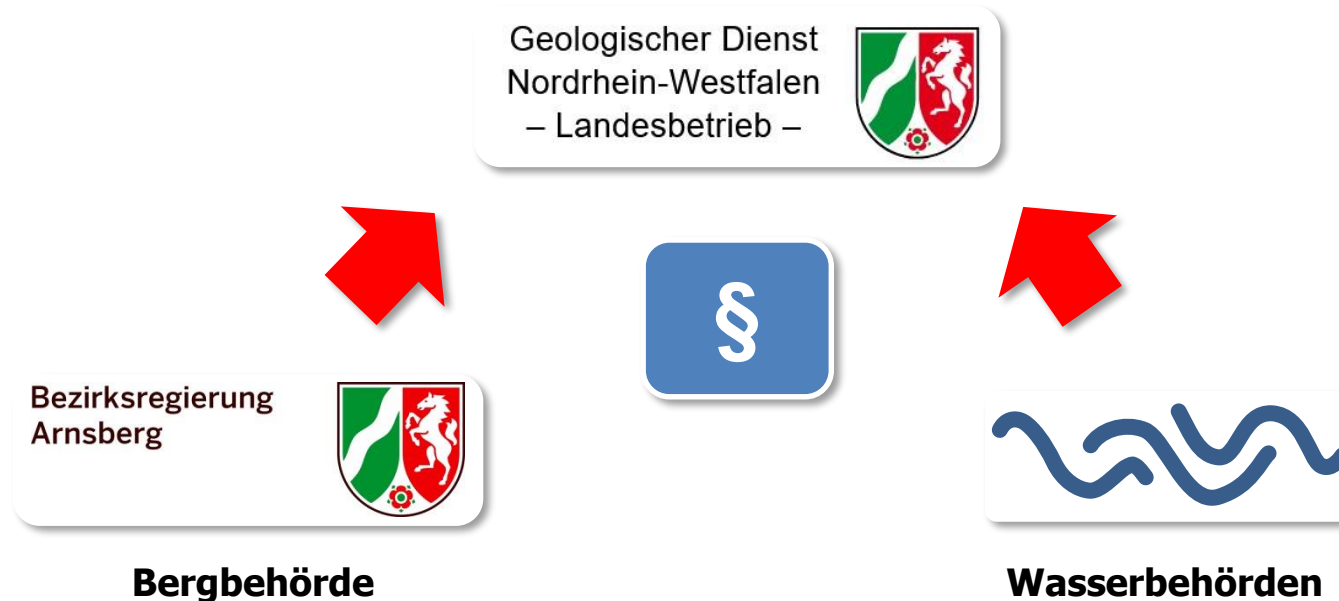 Geologischer Dienst
Nordrhein-Westfalen
– Landesbetrieb –
§
Bezirksregierung
Arnsberg
Bergbehörde
Wasserbehörden